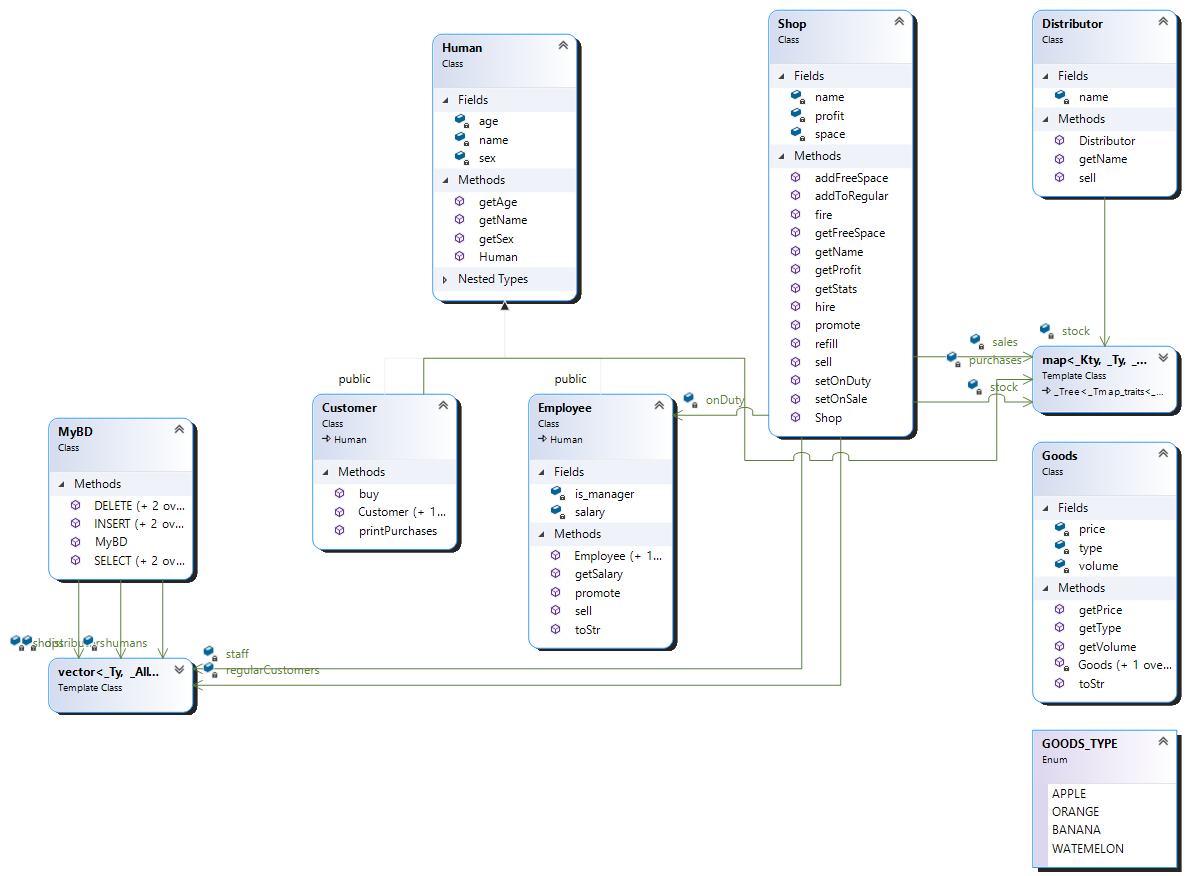 Human
Class
Fields
age
name
sex
Methods
getAge
getName
getSex
Human
Nested Types
Shop
Class
Fields
name
profit
space
Methods
addFreeSpace
addToRegular
fire
getFreeSpace
getName
getProfit
getStats
hire
promote
refill
sell
setOnDuty
setOnSale
Shop
Distributor
Class
Fields
name
Methods
Distributor
getName
sell
stock
sales
purchases
stock
map<_Kty, _Ty, _...
Template Class
_Tree<_Tmap_traits<_...
public
public
onDuty
Customer
Class
Human
Methods
buy
Customer (+ 1...
printPurchases
Employee
Class
Human
Fields
is_manager
salary
Methods
Employee (+ 1...
getSalary
promote
sell
toStr
MyBD
Class
Methods
DELETE (+ 2 ov...
INSERT (+ 2 ov...
MyBD
SELECT (+ 2 ov...
humans
staff
regularCustomers
vector<_Ty, _All...
Template Class
Goods
Class
Fields
price
type
volume
Methods
getPrice
getType
getVolume
Goods (+ 1 ove...
toStr
GOODS_TYPE
Enum
APPLE
ORANGE
BANANA
WATEMELON